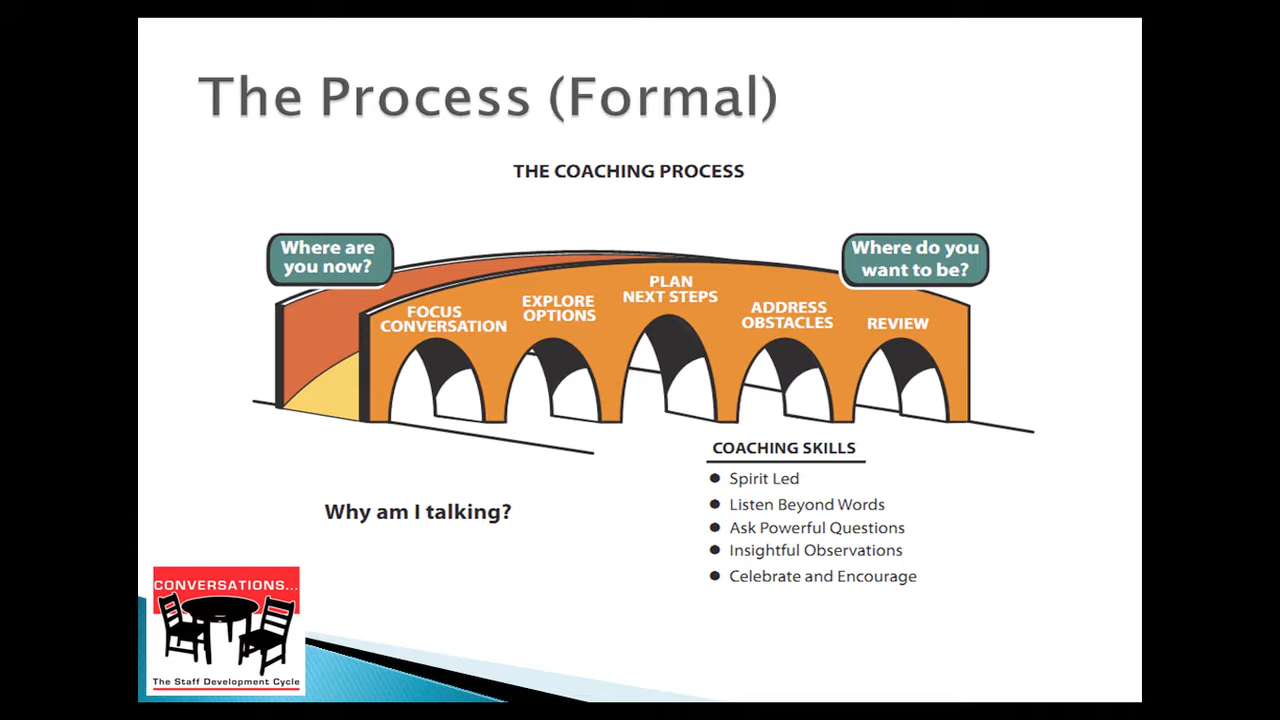 The Process (Formal)
THE COACHING PROCESS
Where are
you now?
Where do you
want to be?
FOCUS
CONVERSATION
EXPLORE
OPTIONS
PLAN
NEXT STEPS
ADDRESS
OBSTACLES
REVIEW
COACHING SKILLS
● Spirit Led
● Listen Beyond Words
● Ask Powerful Questions
● Insightful Observations
● Celebrate and Encourage
Why am I talking?
CONVERSATIONS...
The Staff Development Cycle